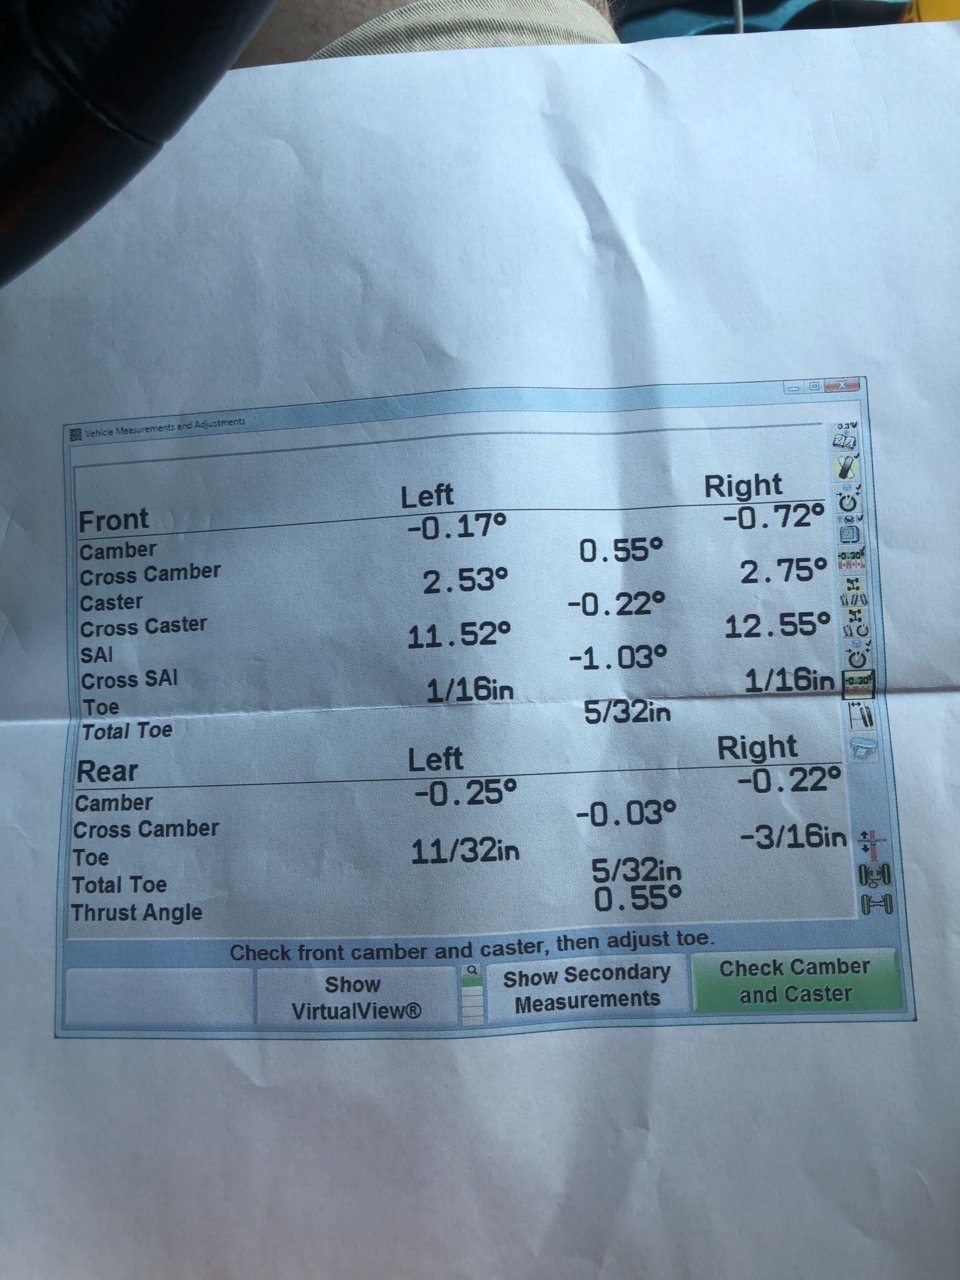 Vehicle Measurements and Adjustments
Front Left Right
Camber -0.17° -0.72°
Cross Camber 0.55°
Caster 2.53° 2.75°
Cross Caster -0.22°
SAI 11.52° 12.55°
Cross SAI -1.03°
Toe 1/16in 1/16in
Total Toe 5/32in
Rear Left Right
Camber -0.25° -0.22°
Cross Camber -0.03°
Toe 11/32in -3/16in
Total Toe 5/32in
Thrust Angle 0.55°
Check front camber and caster, then adjust toe.
Show
VirtualView®
Show Secondary
Measurements
Check Camber
and Caster